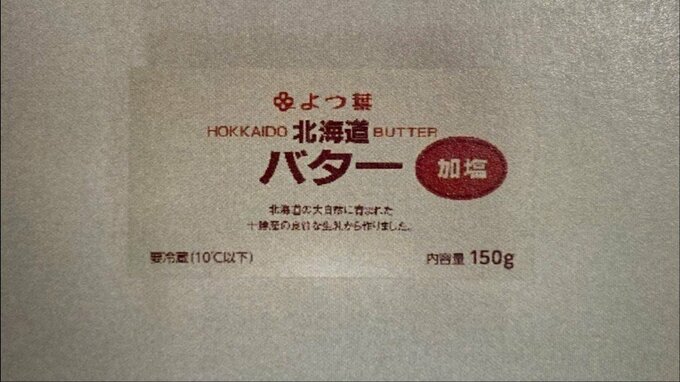 よつ葉
HOKKAIDO 北海道 BUTTER
バター 加塩
北海道の大自然に育まれた
十勝産の良質な生乳から作りました。
要冷蔵(10℃以下) 内容量 150g